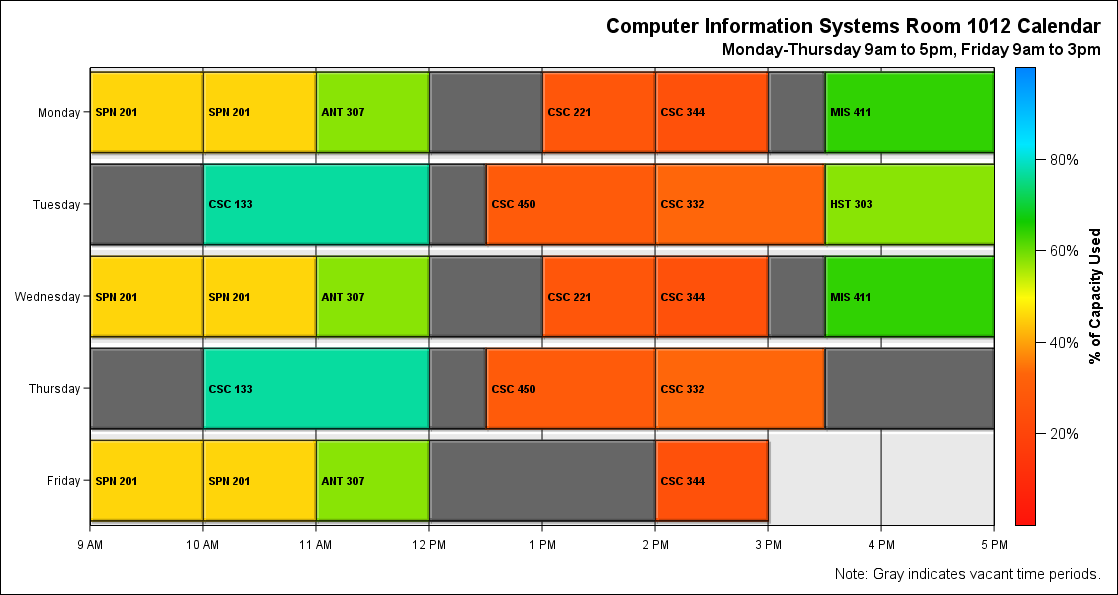 Computer Information Systems Room 1012 Calendar
Monday-Thursday 9am to 5pm, Friday 9am to 3pm
Monday SPN 201 SPN 201 ANT 307 CSC 221 CSC 344 MIS 411
80%
Tuesday CSC 133 CSC 450 CSC 332 HST 303
60%
% of Capacity Used
Wednesday SPN 201 SPN 201 ANT 307 CSC 221 CSC 344 MIS 411
40%
Thursday CSC 133 CSC 450 CSC 332
20%
Friday SPN 201 SPN 201 ANT 307 CSC 344
9 AM 10 AM 11 AM 12 PM 1 PM 2 PM 3 PM 4 PM 5 PM
Note: Gray indicates vacant time periods.